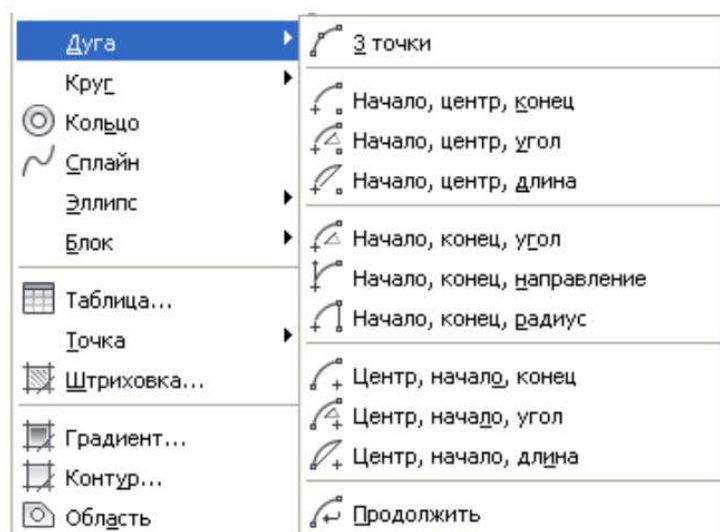 Дуга
Круг
Кольцо
Сплайн
Эллипс
Блок
Таблица...
Точка
Штриховка...
Градиент...
Контур...
Область
3 точки
Начало, центр, конец
Начало, центр, угол
Начало, центр, длина
Начало, конец, угол
Начало, конец, направление
Начало, конец, радиус
Центр, начало, конец
Центр, начало, угол
Центр, начало, длина
Продолжить